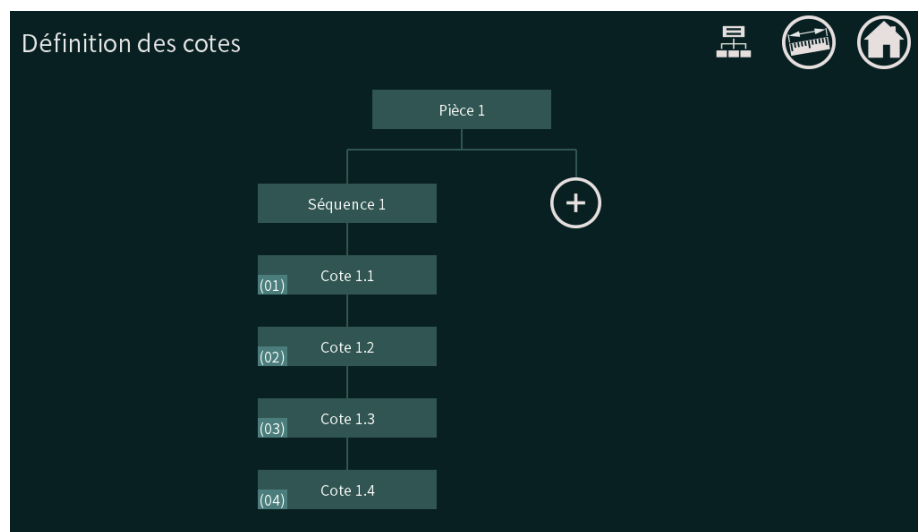 Définition des cotes
Pièce 1
Séquence 1
Cote 1.1
(01)
Cote 1.2
(02)
Cote 1.3
(03)
Cote 1.4
(04)